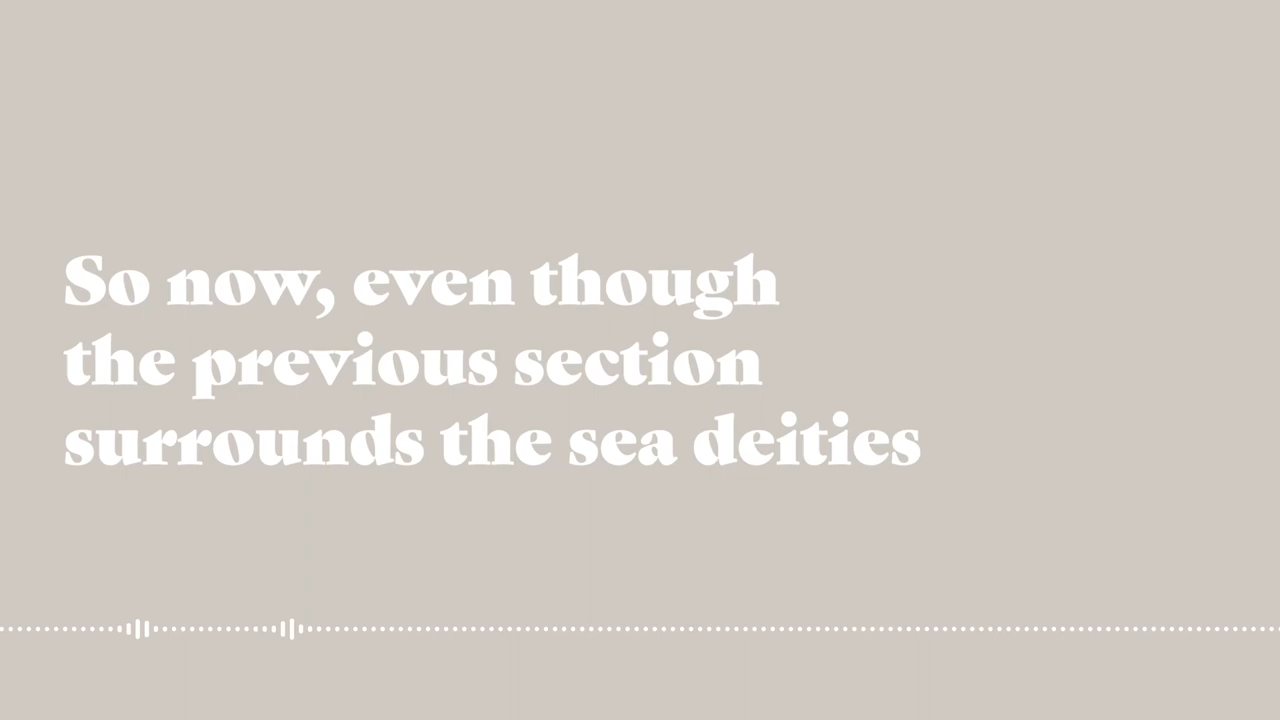 So now, even though
the previous section
surrounds the sea deities